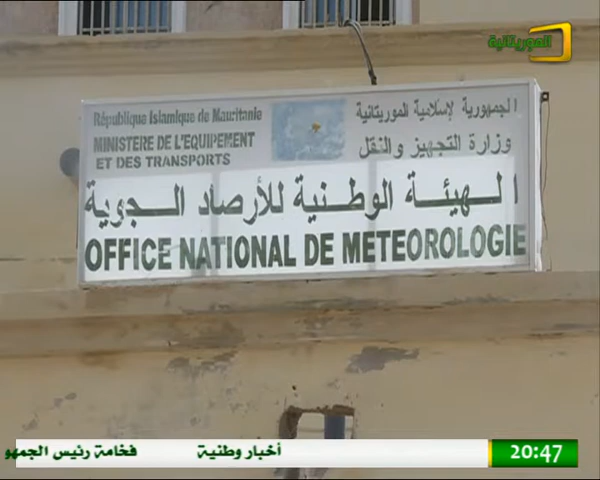 الموريتانية
République Islamique de Mauritanie
الجمهورية الإسلامية الموريتانية
MINISTERE DE L'EQUIPEMENT
ET DES TRANSPORTS
وزارة التجهيز والنقل
الهيئة الوطنية للأرصاد الجوية
OFFICE NATIONAL DE METEOROLOGIE
أخبار وطنية
فخامة رئيس الجمهو
20:47